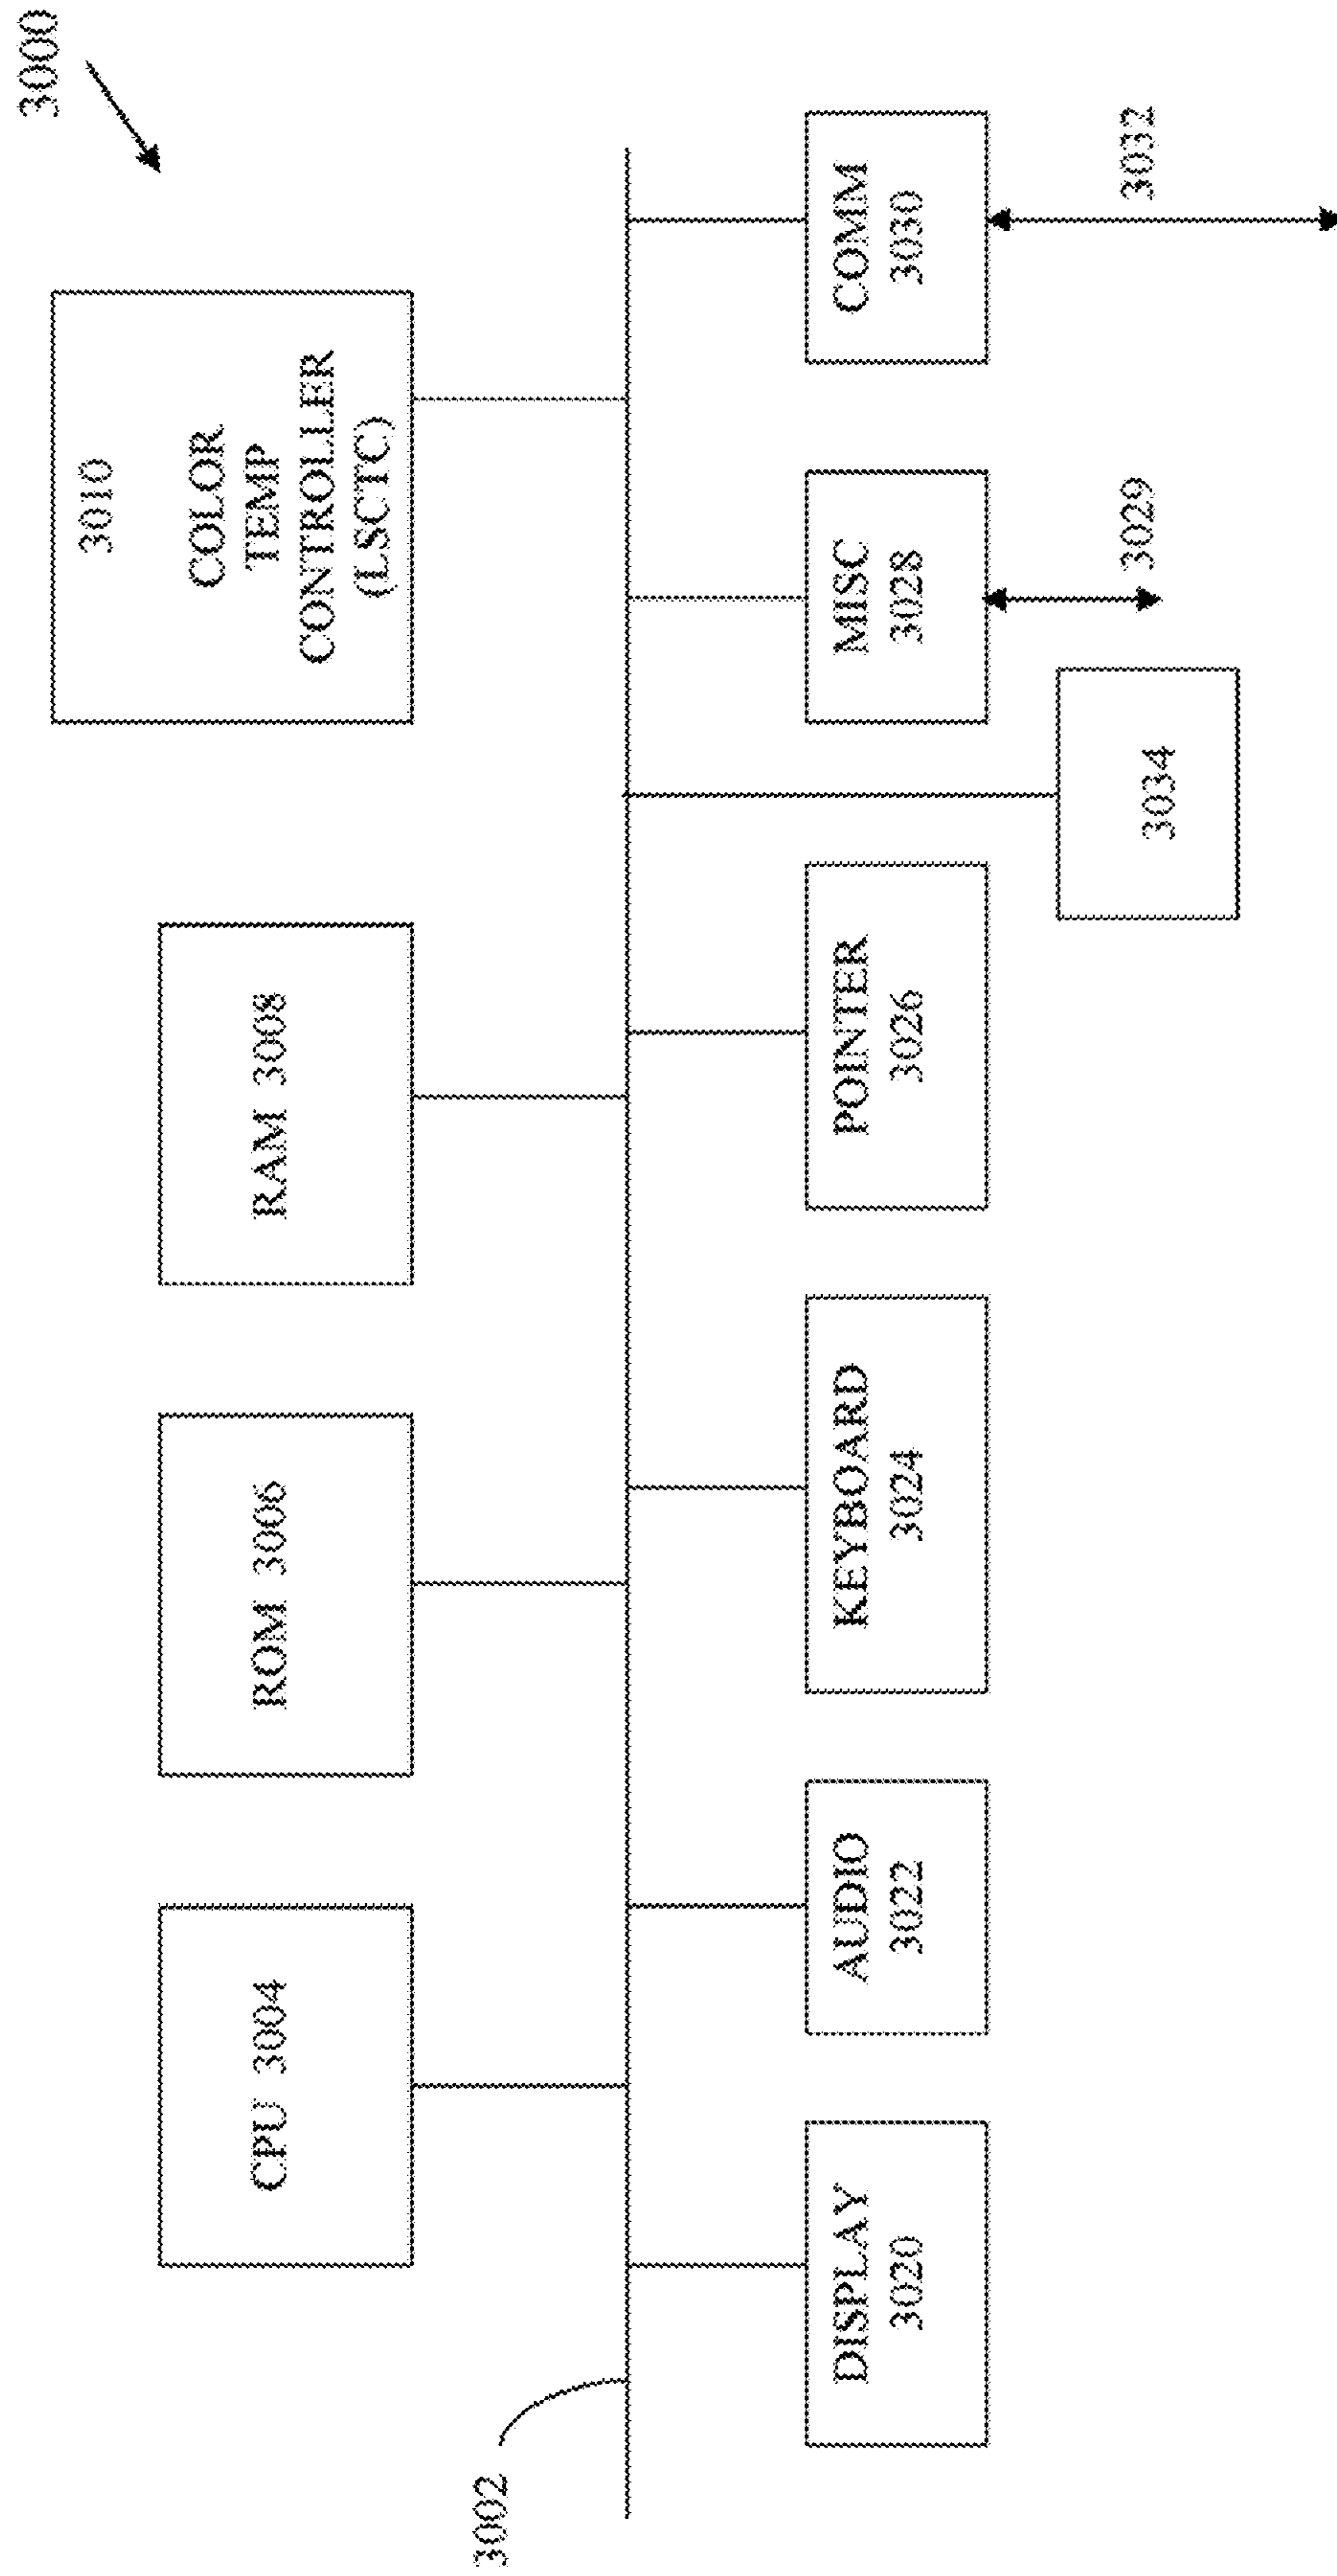 3000
3010
COLOR
TEMP
CONTROLLER
(LSCTC)
CPU 3004
ROM 3006
RAM 3008
3002
DISPLAY
3020
AUDIO
3022
KEYBOARD
3024
POINTER
3026
MISC
3028
COMM
3030
3034
3029
3032